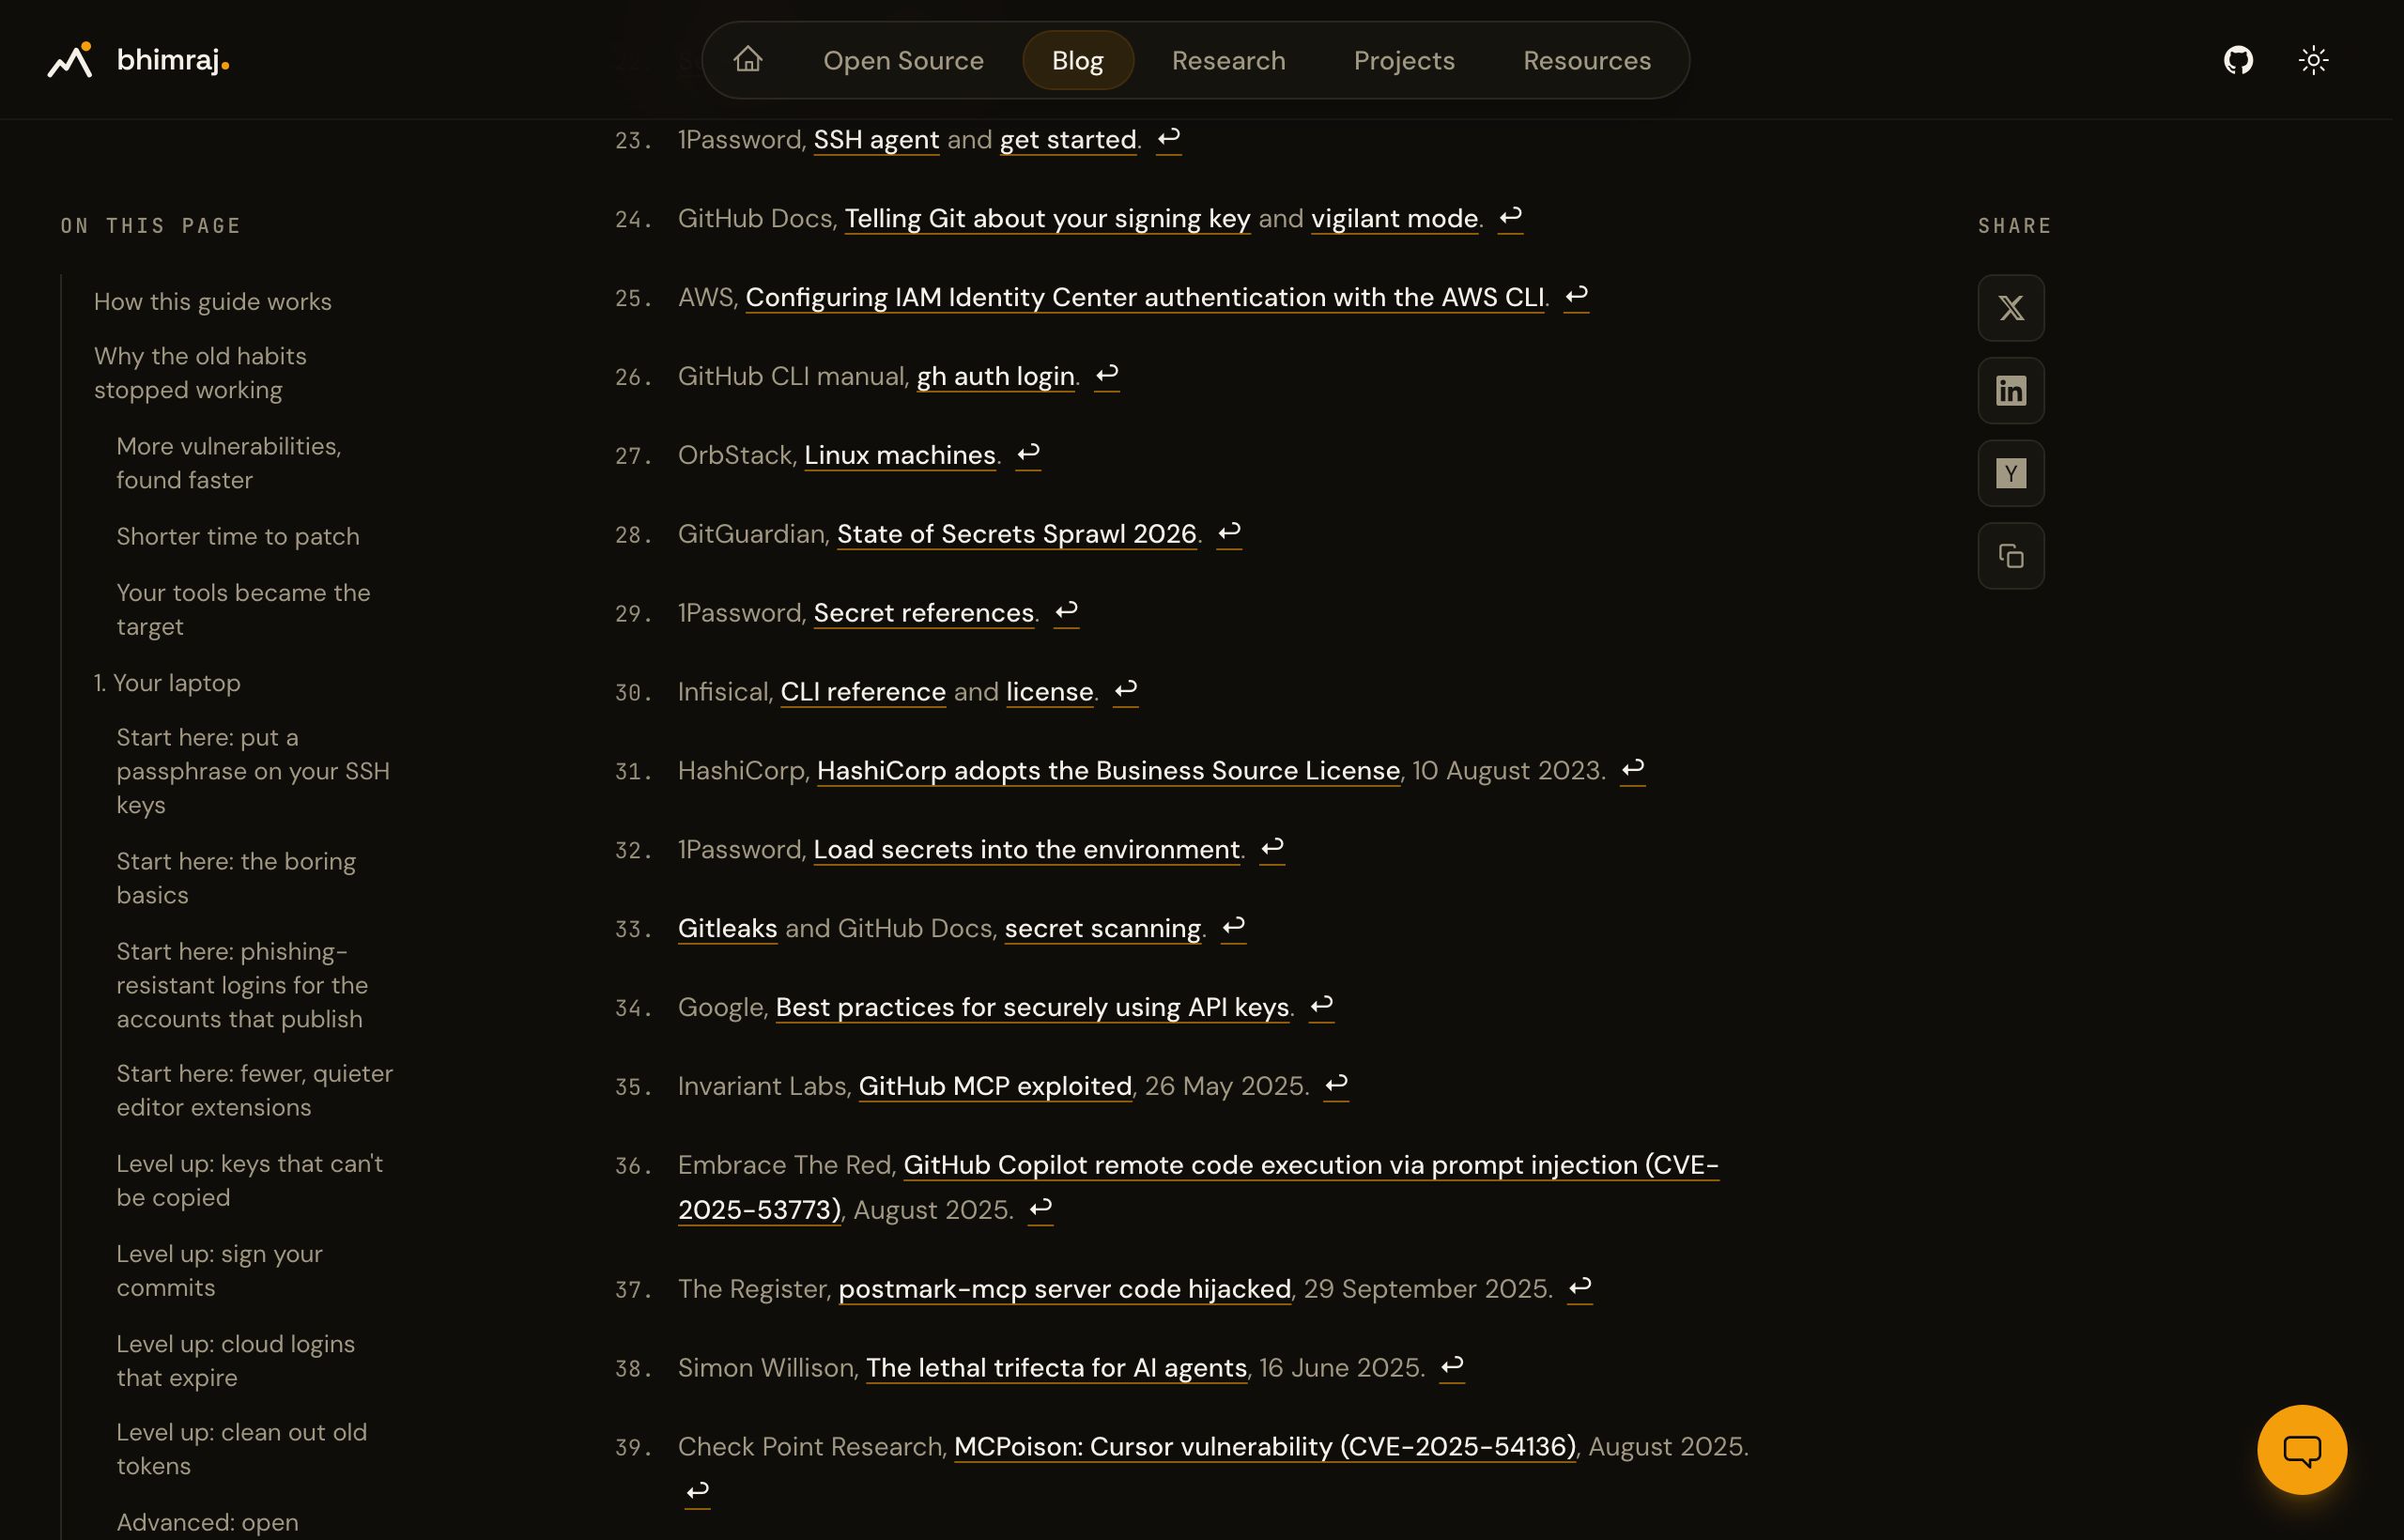 bhimraj.
Open Source
Blog
Research
Projects
Resources
ON THIS PAGE
How this guide works
Why the old habits
stopped working
More vulnerabilities,
found faster
Shorter time to patch
Your tools became the
target
1. Your laptop
Start here: put a
passphrase on your SSH
keys
Start here: the boring
basics
Start here: phishing-
resistant logins for the
accounts that publish
Start here: fewer, quieter
editor extensions
Level up: keys that can't
be copied
Level up: sign your
commits
Level up: cloud logins
that expire
Level up: clean out old
tokens
Advanced: open
23. 1Password, SSH agent and get started. ↩
24. GitHub Docs, Telling Git about your signing key and vigilant mode. ↩
25. AWS, Configuring IAM Identity Center authentication with the AWS CLI. ↩
26. GitHub CLI manual, gh auth login. ↩
27. OrbStack, Linux machines. ↩
28. GitGuardian, State of Secrets Sprawl 2026. ↩
29. 1Password, Secret references. ↩
30. Infisical, CLI reference and license. ↩
31. HashiCorp, HashiCorp adopts the Business Source License, 10 August 2023. ↩
32. 1Password, Load secrets into the environment. ↩
33. Gitleaks and GitHub Docs, secret scanning. ↩
34. Google, Best practices for securely using API keys. ↩
35. Invariant Labs, GitHub MCP exploited, 26 May 2025. ↩
36. Embrace The Red, GitHub Copilot remote code execution via prompt injection (CVE-
2025-53773), August 2025. ↩
37. The Register, postmark-mcp server code hijacked, 29 September 2025. ↩
38. Simon Willison, The lethal trifecta for AI agents, 16 June 2025. ↩
39. Check Point Research, MCPoison: Cursor vulnerability (CVE-2025-54136), August 2025.
↩
SHARE
X
in
Y